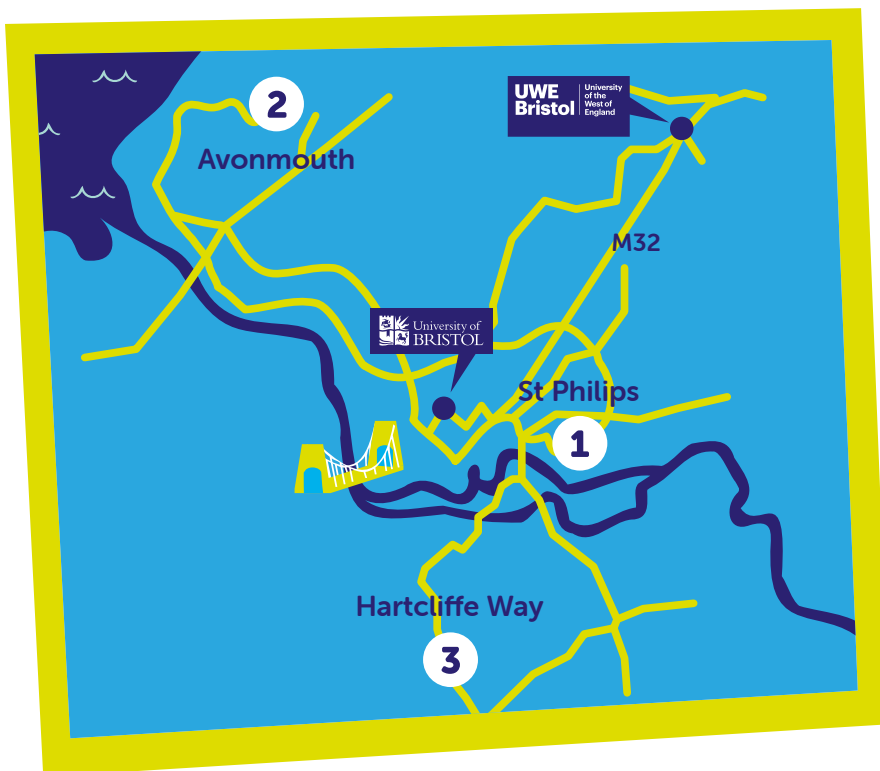 2
Avonmouth
UWE
Bristol
University
of the
West of
England
M32
University of
BRISTOL
St Philips
1
Hartcliffe Way
3